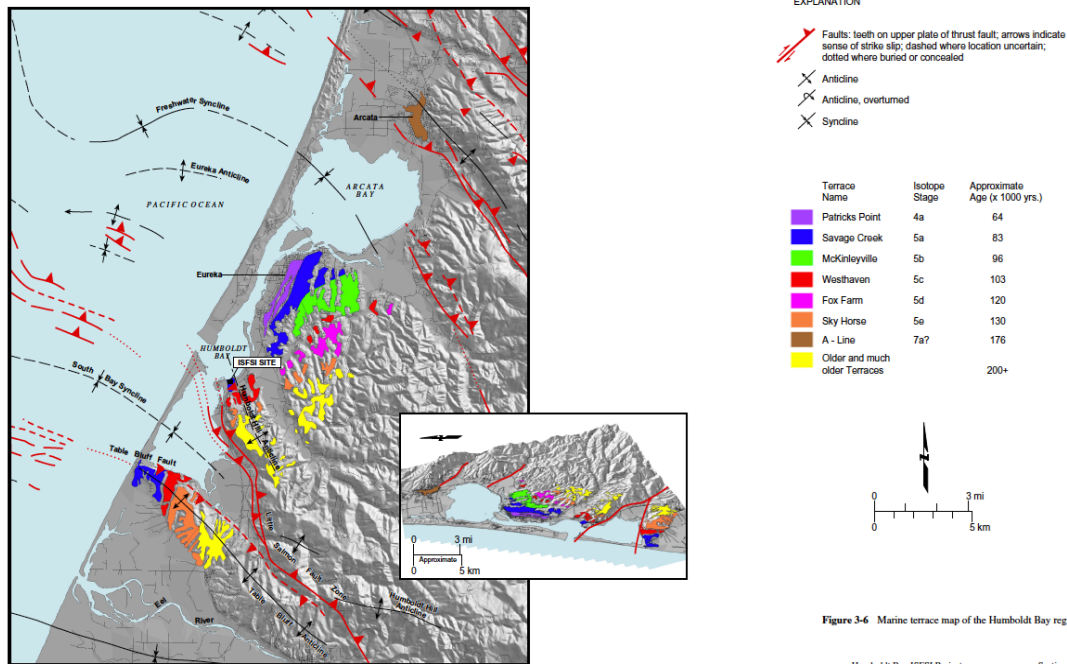 EXPLANATION
Faults: teeth on upper plate of thrust fault; arrows indicate
sense of strike slip; dashed where location uncertain;
dotted where buried or concealed
Anticline
Anticline, overturned
Syncline
Terrace
Name
Isotope
Stage
Approximate
Age (x 1000 yrs.)
Patricks Point 4a 64
Savage Creek 5a 83
McKinleyville 5b 96
Westhaven 5c 103
Fox Farm 5d 120
Sky Horse 5e 130
A - Line 7a? 176
Older and much
older Terraces 200+
Freshwater Syncline
Arcata
Eureka Anticline
ARCATA
BAY
PACIFIC OCEAN
Eureka
HUMBOLDT
BAY
ISFSI SITE
South Bay Syncline
Humboldt Hill Anticline
Table Bluff Fault
Little Salmon Fault Zone
Humbolor Hill
Anticline
Table Bluff Anticline
Eel
River
N
0 3 mi
Approximate
0 5 km
N
0 3 mi
0 5 km
Figure 3-6 Marine terrace map of the Humboldt Bay reg